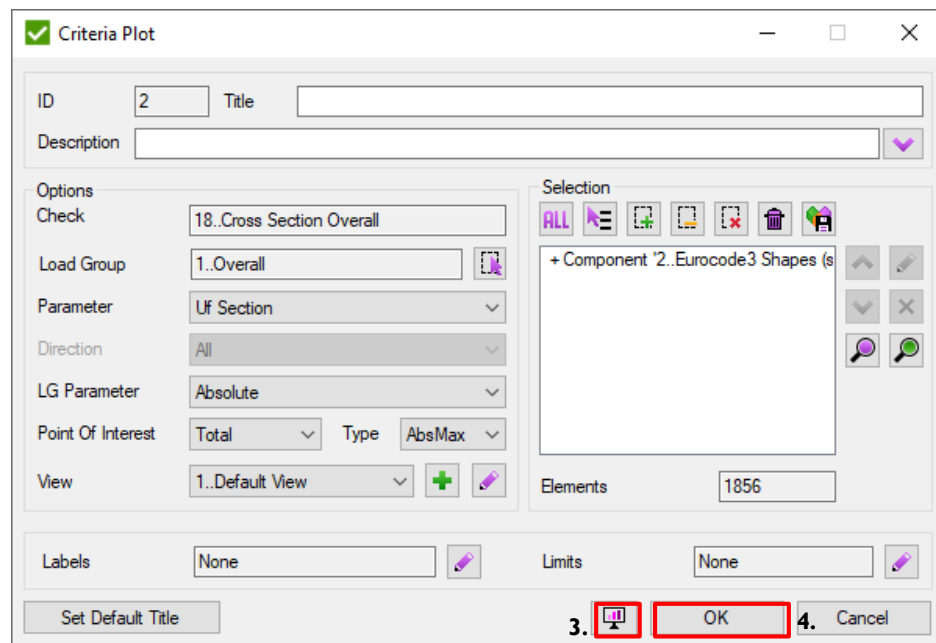 Criteria Plot
ID 2 Title
Description
Options
Check 18..Cross Section Overall
Load Group 1..Overall
Parameter Uf Section
Direction All
LG Parameter Absolute
Point Of Interest Total Type AbsMax
View 1..Default View
Selection
ALL
+ Component '2..Eurocode3 Shapes (s
Elements 1856
Labels None Limits None
Set Default Title 3. OK 4. Cancel